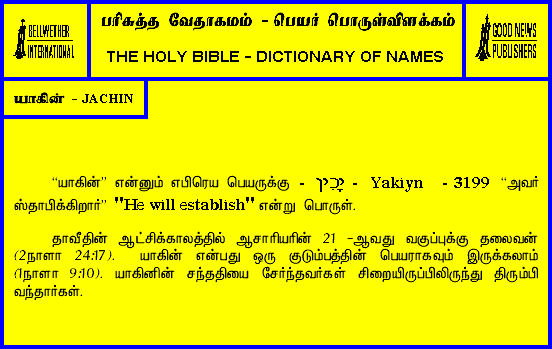 BELLWETHER
INTERNATIONAL
பரிசுத்த வேதாகமம் - பெயர் பொருள்விளக்கம்
THE HOLY BIBLE - DICTIONARY OF NAMES
GOOD NEWS
PUBLISHERS
யாகின் - JACHIN
“யாகின்” என்னும் எபிரெய பெயருக்கு - יָכִין - Yakiyn - 3199 “அவர்
ஸ்தாபிக்கிறார்” "He will establish" என்று பொருள்.
தாவீதின் ஆட்சிக்காலத்தில் ஆசாரியரின் 21 -ஆவது வகுப்புக்கு தலைவன்
(2நாளா 24:17). யாகின் என்பது ஒரு குடும்பத்தின் பெயராகவும் இருக்கலாம்
(1நாளா 9:10). யாகினின் சந்ததியை சேர்ந்தவர்கள் சிறையிருப்பிலிருந்து திரும்பி
வந்தார்கள்.